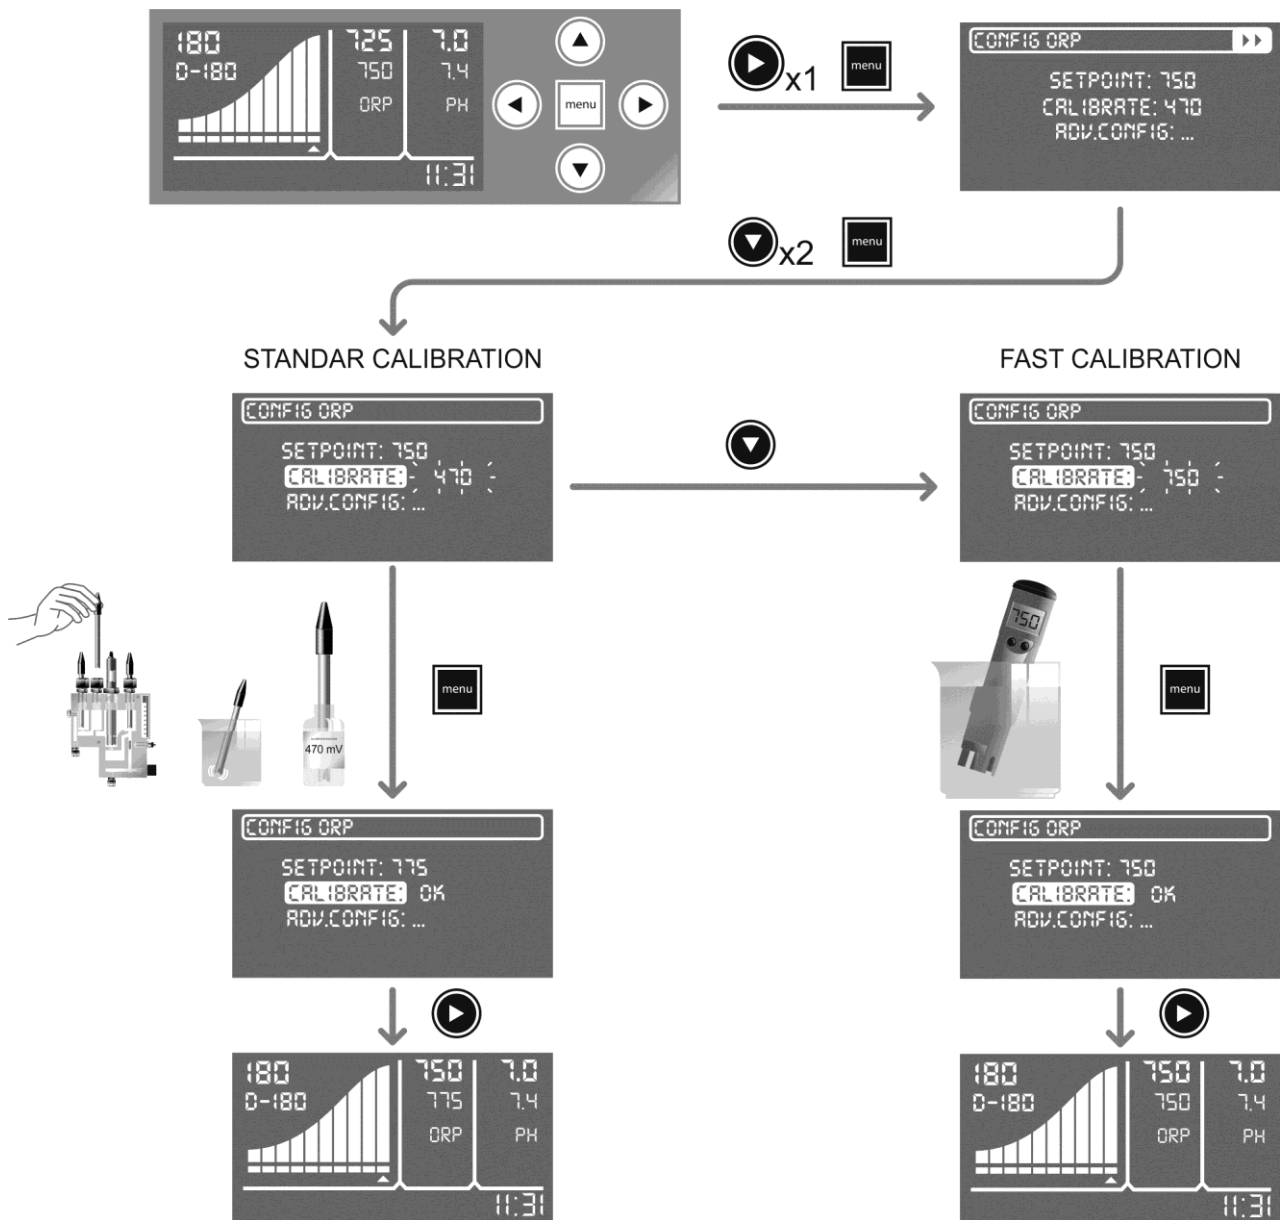 180 725 7.0
0-180 750 7.4
ORP PH
11:31
menu
x1 menu
CONFIG ORP
SETPOINT: 750
CALIBRATE: 470
ADV.CONFIG: ...
x2 menu
STANDAR CALIBRATION
CONFIG ORP
SETPOINT: 750
CALIBRATE: 470
ADV.CONFIG: ...
FAST CALIBRATION
CONFIG ORP
SETPOINT: 750
CALIBRATE: 750
ADV.CONFIG: ...
470 mV
menu
750
menu
CONFIG ORP
SETPOINT: 775
CALIBRATE: OK
ADV.CONFIG: ...
CONFIG ORP
SETPOINT: 750
CALIBRATE: OK
ADV.CONFIG: ...
180 750 7.0
0-180 775 7.4
ORP PH
11:31
180 750 7.0
0-180 750 7.4
ORP PH
11:31